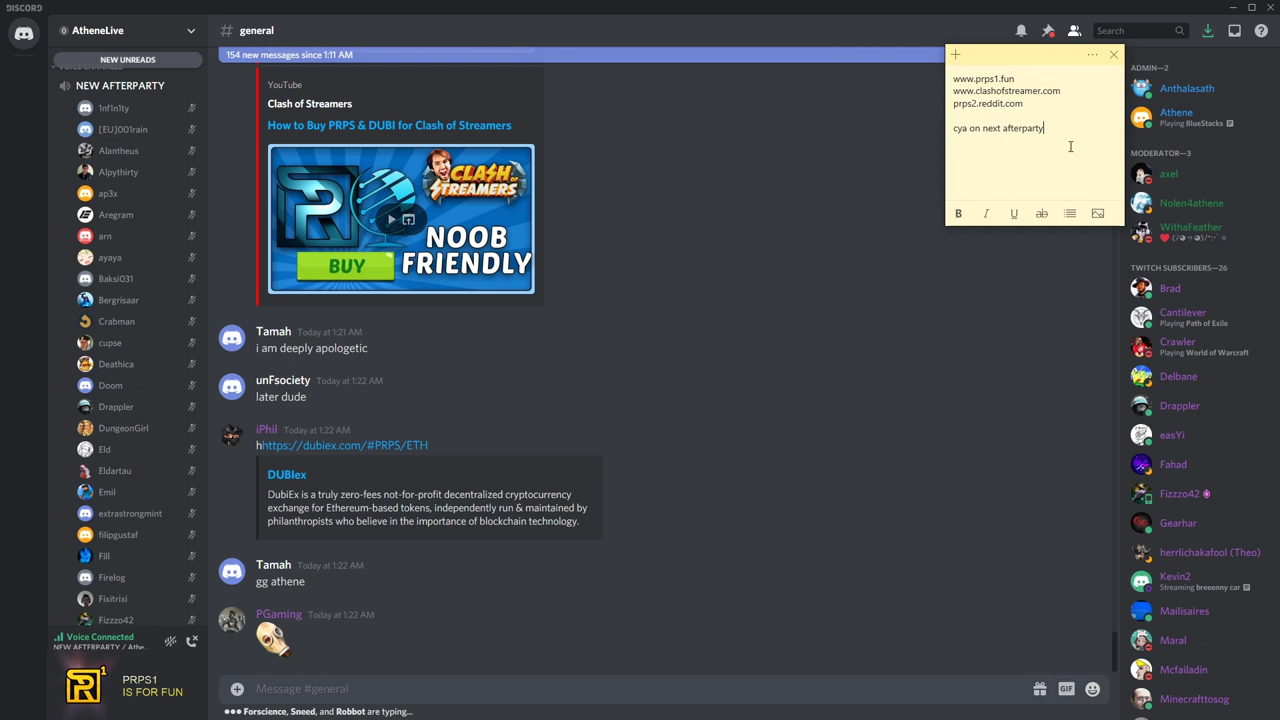 DISCORD
AtheneLive
NEW UNREADS
NEW AFTERPARTY
1nf1n1ty
[EU]001rain
Alantheus
Alpythirty
ap3x
Aregram
arn
ayaya
Baksi031
Bergrisaar
Crabman
cupse
Deathica
Doom
Drappler
DungeonGirl
Eld
Eldartau
Emil
extrastrongmint
filipgustaf
Fill
Firelog
Fixitrixi
Fizzzo42
Voice Connected
NEW AFTERPARTY / Athe...
PRPS1
IS FOR FUN
# general
Search
154 new messages since 1:11 AM
YouTube
Clash of Streamers
How to Buy PRPS & DUBI for Clash of Streamers
CLASH OF STREAMERS
NOOB
FRIENDLY
BUY
Tamah Today at 1:21 AM
i am deeply apologetic
unFsociety Today at 1:22 AM
later dude
iPhil Today at 1:22 AM
hhttps://dubiex.com/#PRPS/ETH
DUBIex
DubiEx is a truly zero-fees not-for-profit decentralized cryptocurrency
exchange for Ethereum-based tokens, independently run & maintained by
philanthropists who believe in the importance of blockchain technology.
Tamah Today at 1:22 AM
gg athene
PGaming Today at 1:22 AM
Message #general
GIF
Forscience, Sneed, and Robbot are typing...
www.prps1.fun
www.clashofstreamer.com
prps2.reddit.com
cya on next afterparty
B I U ab
ADMIN—2
Anthalasath
Athene
Playing BlueStacks
MODERATOR—3
axel
Nolen4athene
WithaFeather
TWITCH SUBSCRIBERS—26
Brad
Cantilever
Playing Path of Exile
Crawler
Playing World of Warcraft
Delbane
Drappler
easYi
Fahad
Fizzzo42
Gearhar
herrlichakafool (Theo)
Kevin2
Streaming breeenny car
Mailisaires
Maral
Mcfailadin
Minecrafttosog